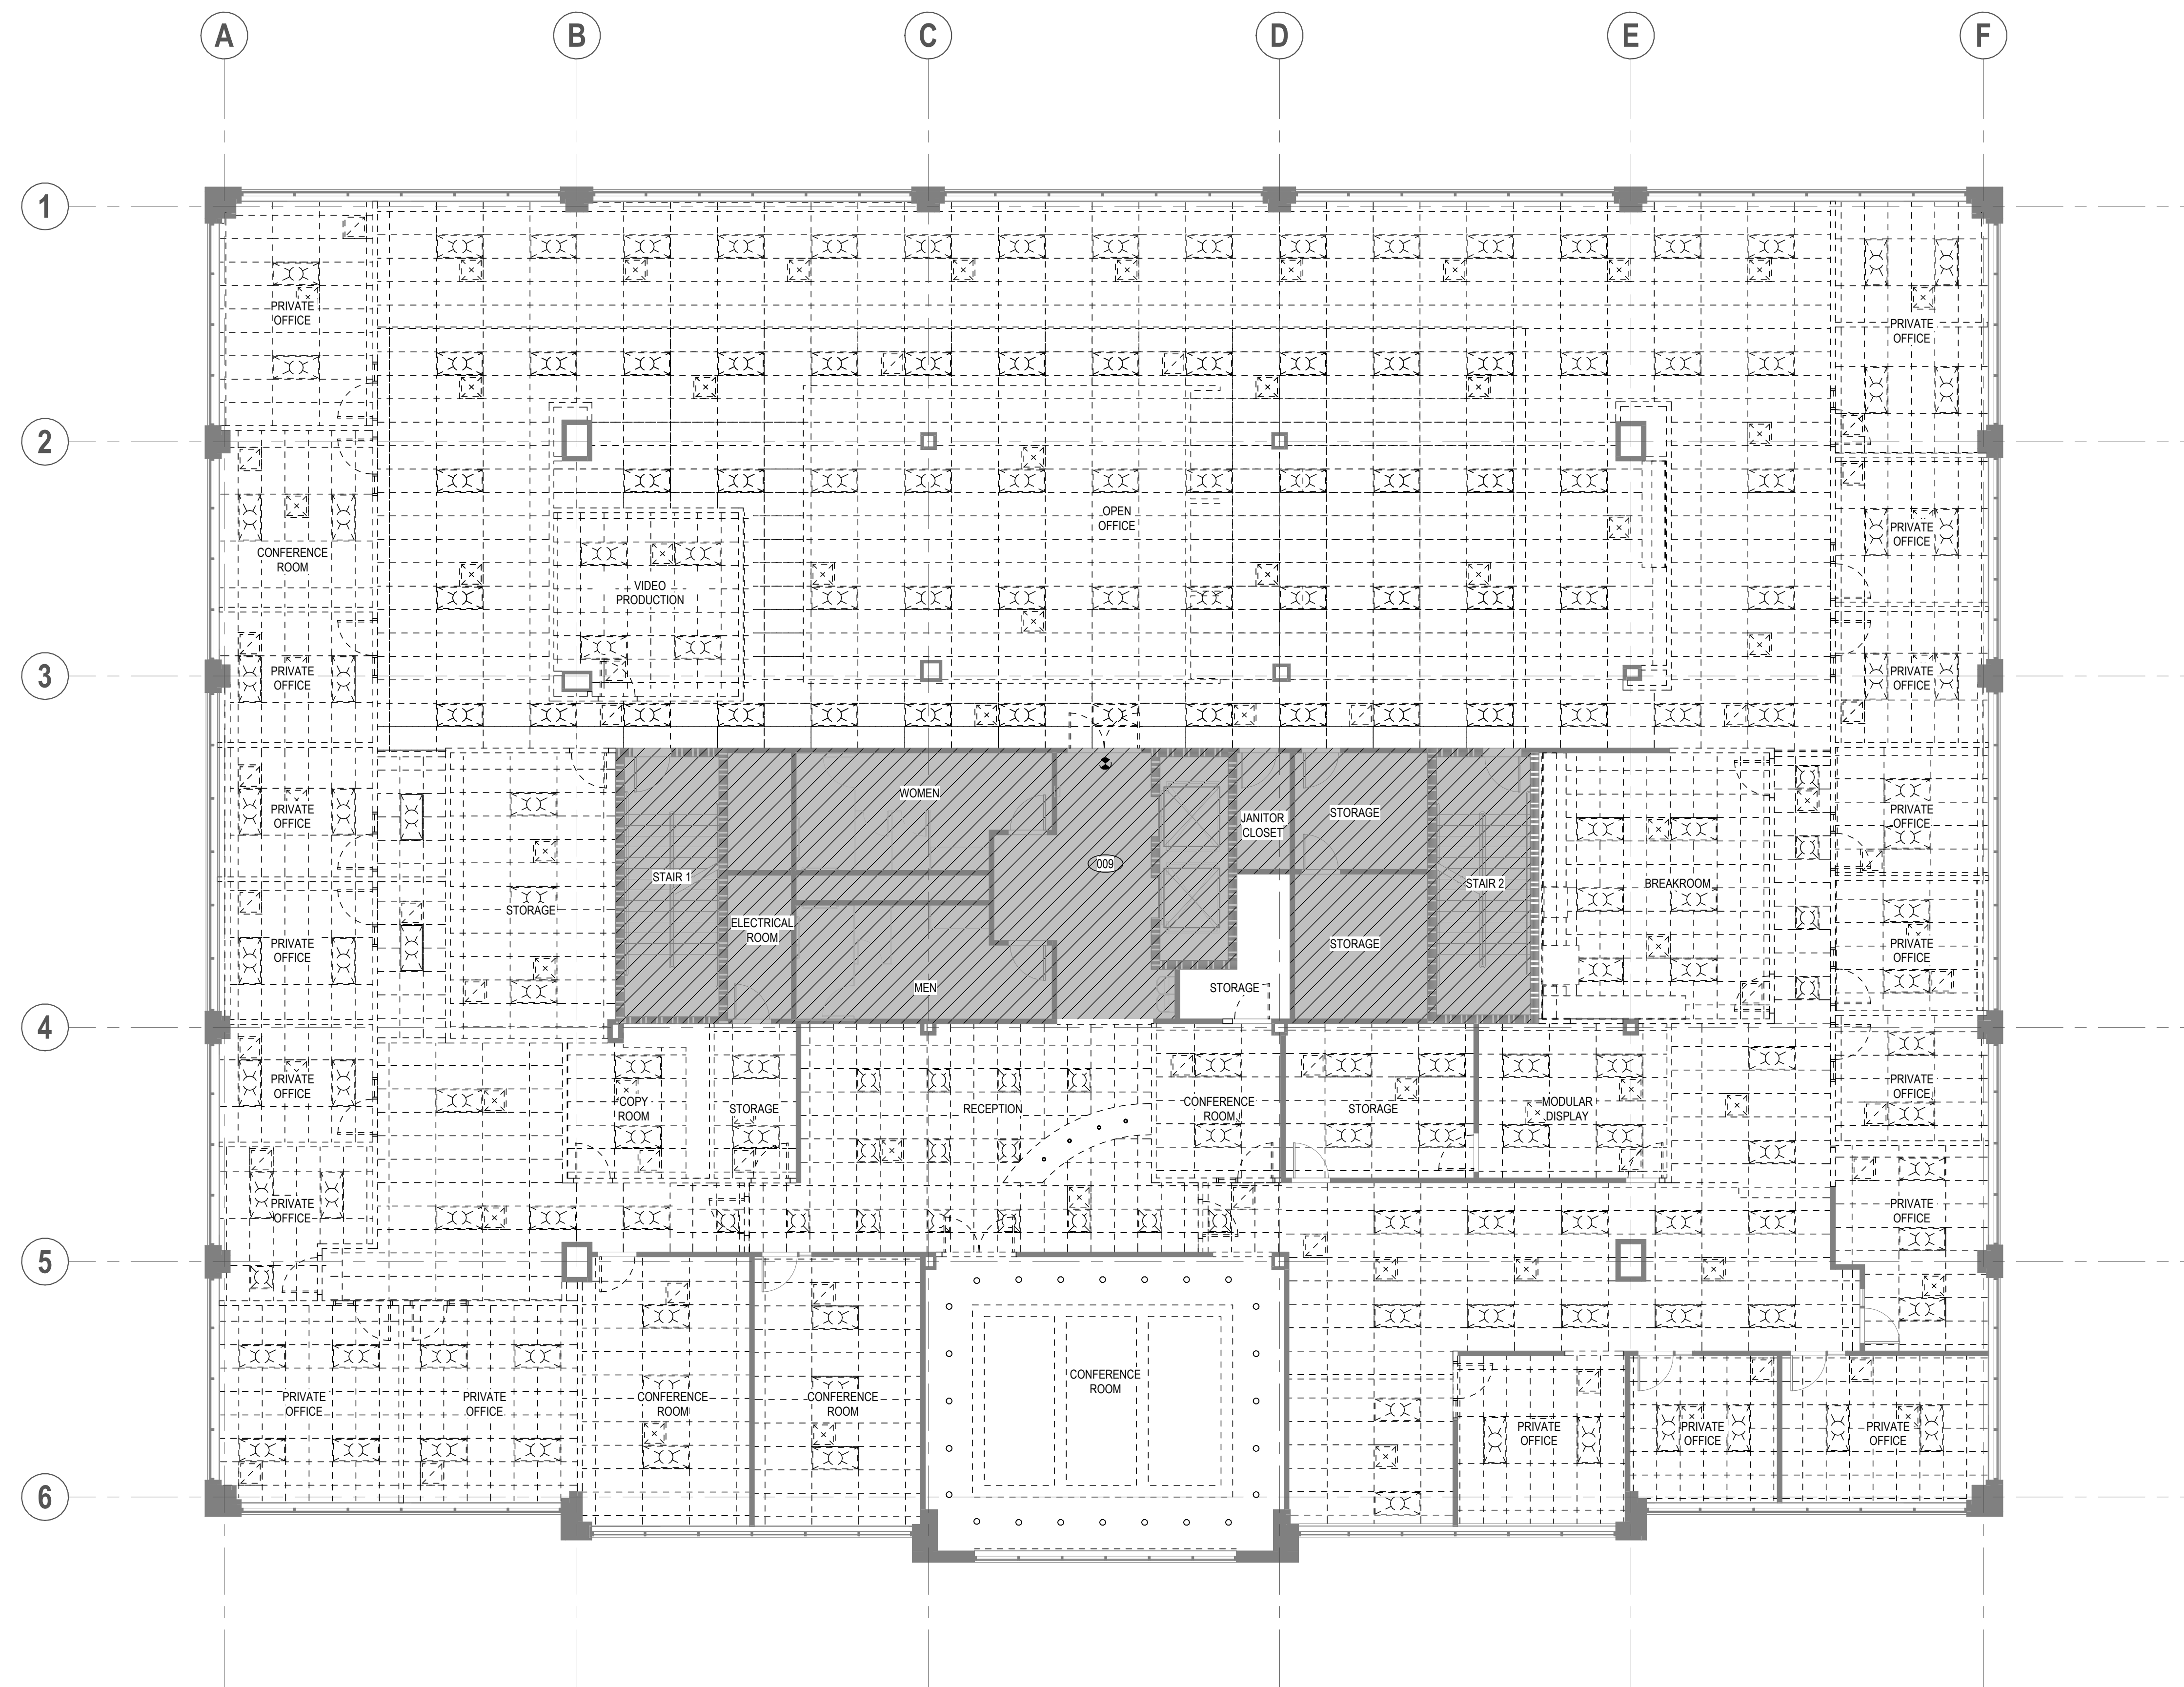 A
B
C
D
E
F
1
2
3
4
5
6
PRIVATE
OFFICE
PRIVATE
OFFICE
OPEN
OFFICE
PRIVATE
OFFICE
CONFERENCE
ROOM
VIDEO
PRODUCTION
PRIVATE
OFFICE
PRIVATE
OFFICE
WOMEN
STORAGE
JANITOR
CLOSET
PRIVATE
OFFICE
PRIVATE
OFFICE
009
STAIR 1
STAIR 2
BREAKROOM
STORAGE
ELECTRICAL
ROOM
STORAGE
PRIVATE
OFFICE
PRIVATE
OFFICE
MEN
STORAGE
PRIVATE
OFFICE
COPY
ROOM
STORAGE
RECEPTION
CONFERENCE
ROOM
STORAGE
MODULAR
DISPLAY
PRIVATE
OFFICE
PRIVATE
OFFICE
PRIVATE
OFFICE
PRIVATE
OFFICE
PRIVATE
OFFICE
CONFERENCE
ROOM
CONFERENCE
ROOM
CONFERENCE
ROOM
PRIVATE
OFFICE
PRIVATE
OFFICE
PRIVATE
OFFICE